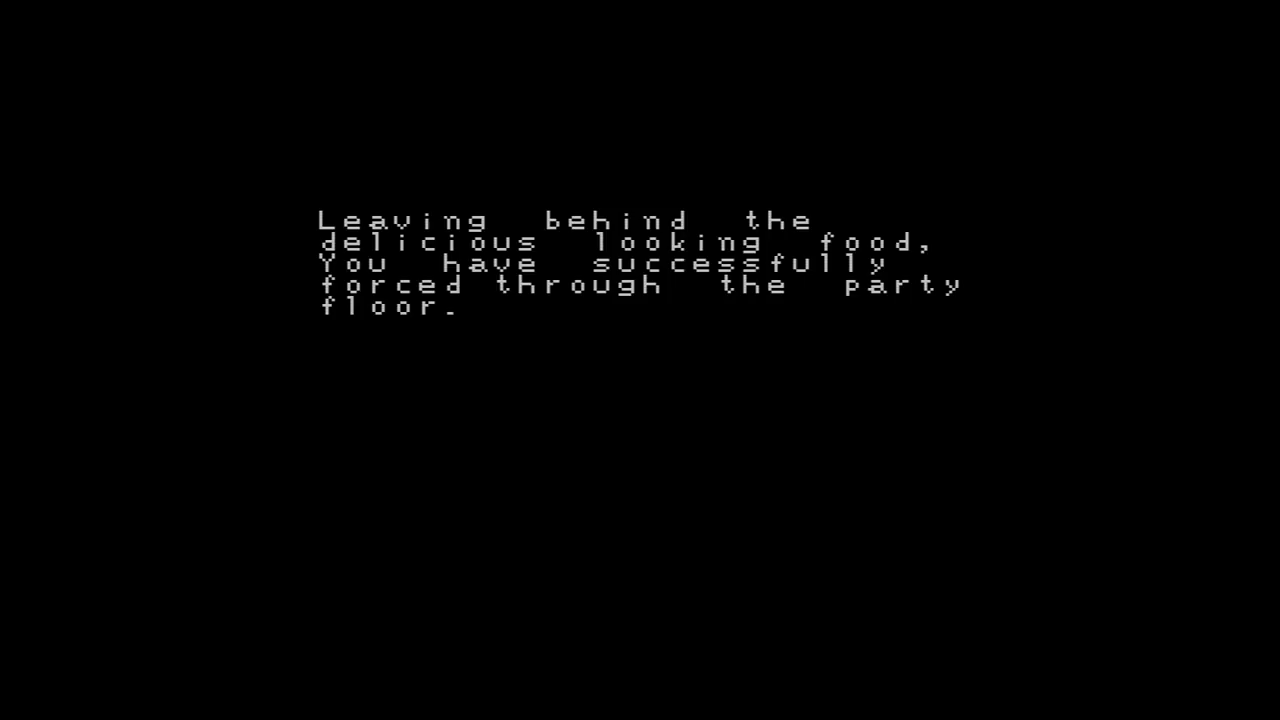 Leaving behind the
delicious looking food,
You have successfully
forced through the party
floor.